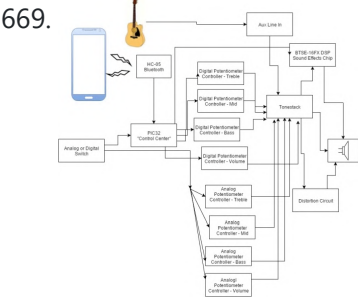 669.
Aux Line In
BTSE-16FX DSP
Sound Effects Chip
HC-05
Bluetooth
Digital Potentiometer
Controller - Treble
Digital Potentiometer
Controller - Mid
Tonestack
Digital Potentiometer
Controller - Bass
PIC32
"Control Center"
Analog or Digital
Switch
Digital Potentiometer
Controller - Volume
Analog
Potentiometer
Controller - Treble
Distortion Circuit
Analog
Potentiometer
Controller - Mid
Analog
Potentiometer
Controller - Bass
Analogl
Potentiometer
Controller - Volume